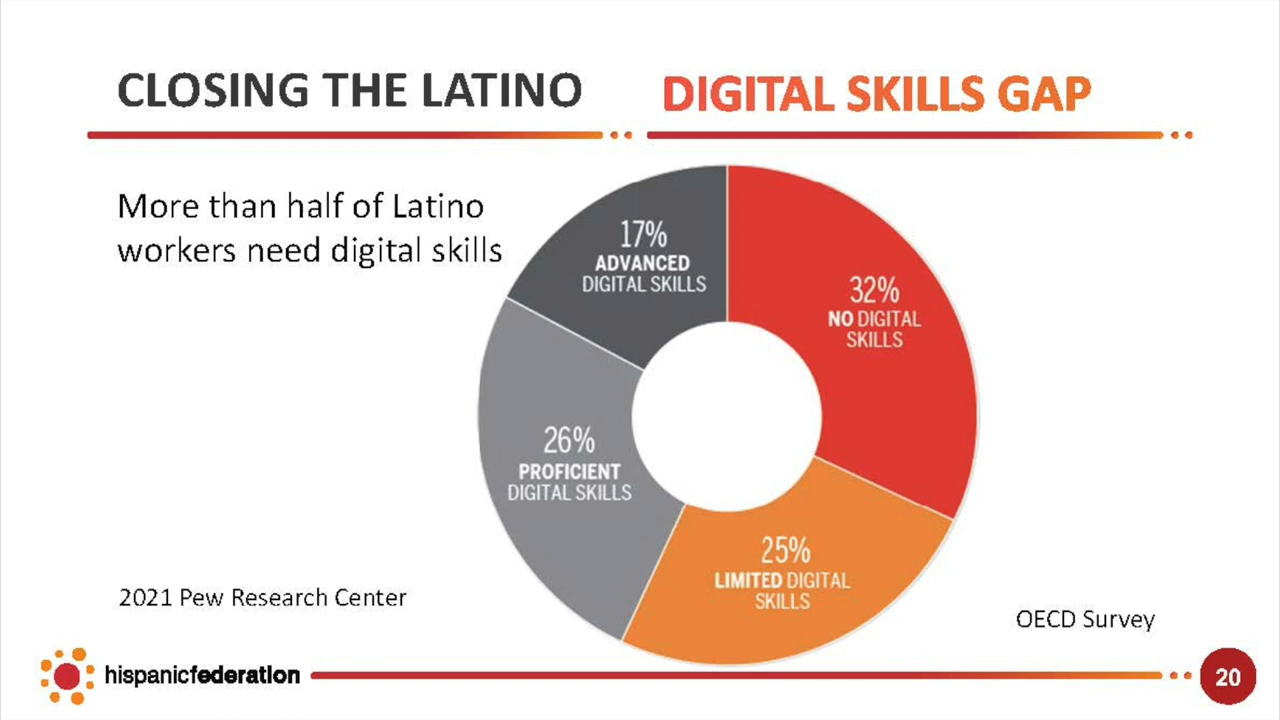 CLOSING THE LATINO DIGITAL SKILLS GAP
More than half of Latino
workers need digital skills
17%
ADVANCED
DIGITAL SKILLS
32%
NO DIGITAL
SKILLS
26%
PROFICIENT
DIGITAL SKILLS
25%
LIMITED DIGITAL
SKILLS
2021 Pew Research Center
OECD Survey
hispanicfederation
20